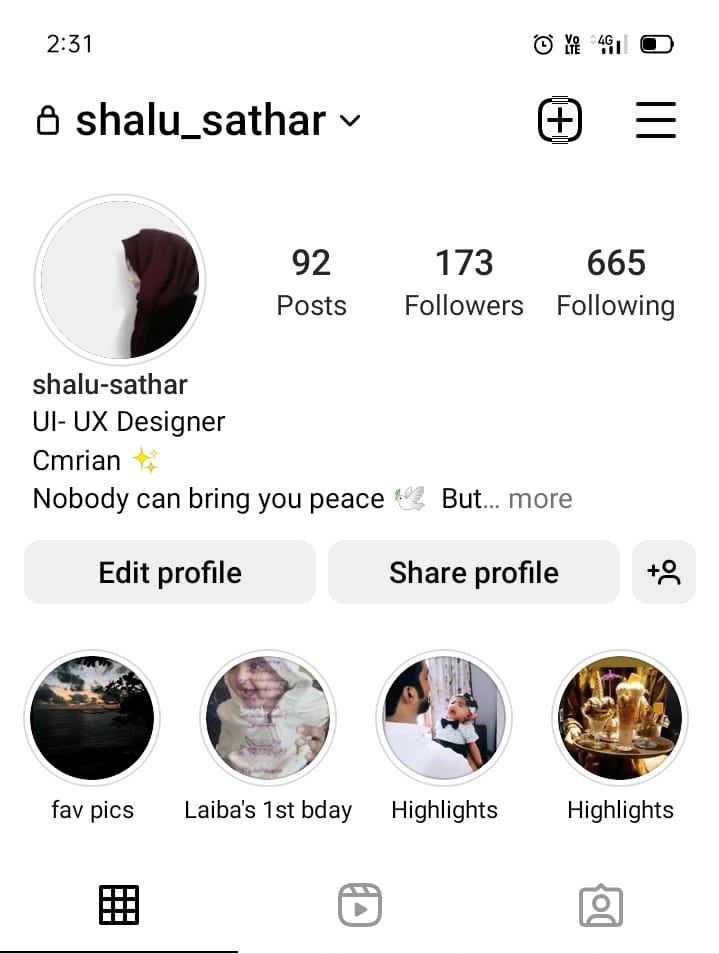 2:31 Vo LTE 4G
shalu_sathar
92 173 665
Posts Followers Following
shalu-sathar
UI- UX Designer
Cmrian ✨
Nobody can bring you peace 🕊️ But... more
Edit profile Share profile
fav pics Laiba's 1st bday Highlights Highlights